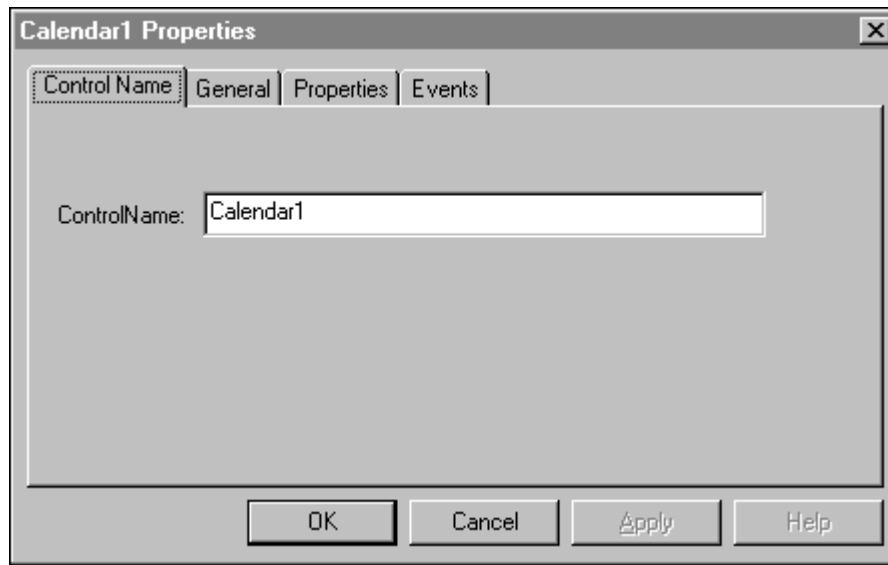 Calendar1 Properties
Control Name General Properties Events
ControlName: Calendar1
OK Cancel Apply Help